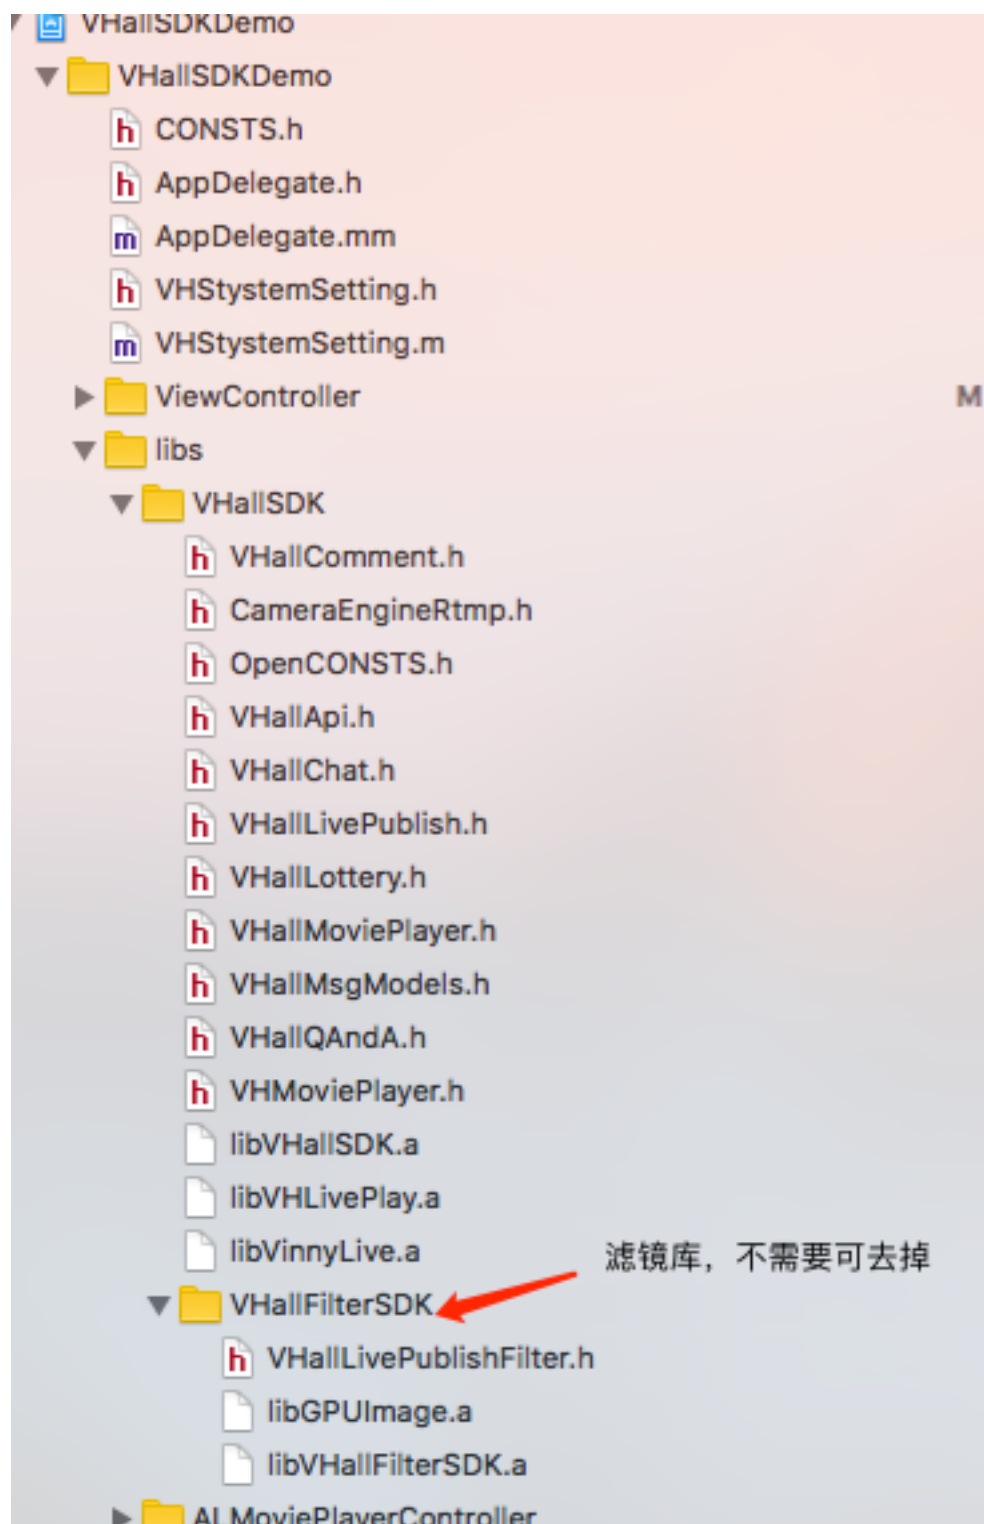 VHallSDKDemo
VHallSDKDemo
h CONSTS.h
h AppDelegate.h
m AppDelegate.mm
h VHStystemSetting.h
m VHStystemSetting.m
ViewController M
libs
VHallSDK
h VHallComment.h
h CameraEngineRtmp.h
h OpenCONSTS.h
h VHallApi.h
h VHallChat.h
h VHallLivePublish.h
h VHallLottery.h
h VHallMoviePlayer.h
h VHallMsgModels.h
h VHallQAndA.h
h VHMoviePlayer.h
libVHallSDK.a
libVHLivePlay.a
libVinnyLive.a
滤镜库，不需要可去掉
VHallFilterSDK
h VHallLivePublishFilter.h
libGPUImage.a
libVHallFilterSDK.a
ALMoviePlayerController